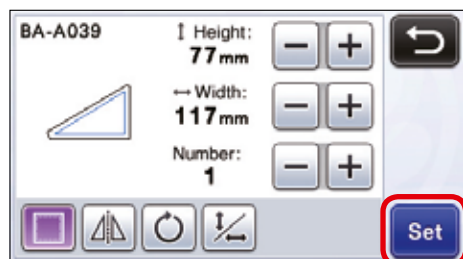 BA-A039
↕ Height:
77mm
↔ Width:
117mm
Number:
1
Set